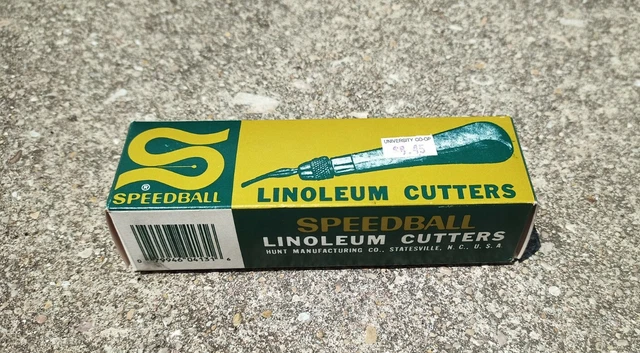 ®
SPEEDBALL
UNIVERSITY CO-OP
LINOLEUM CUTTERS
SPEEDBALL
LINOLEUM CUTTERS
HUNT MANUFACTURING CO., STATESVILLE, N. C., U. S. A